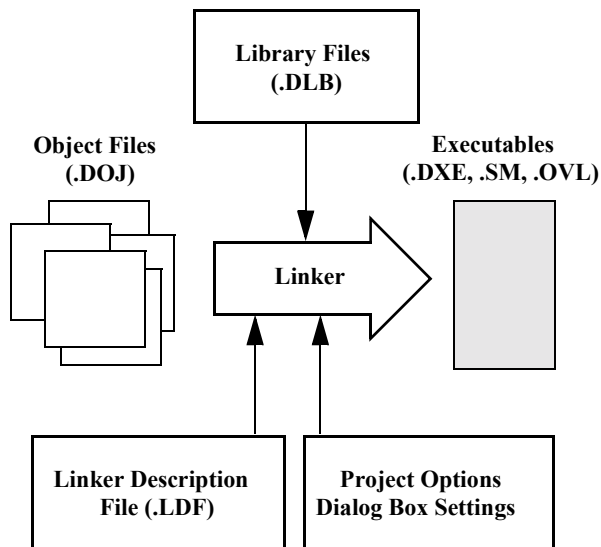 Library Files
(.DLB)
Object Files
(.DOJ)
Executables
(.DXE, .SM, .OVL)
Linker
Linker Description
File (.LDF)
Project Options
Dialog Box Settings